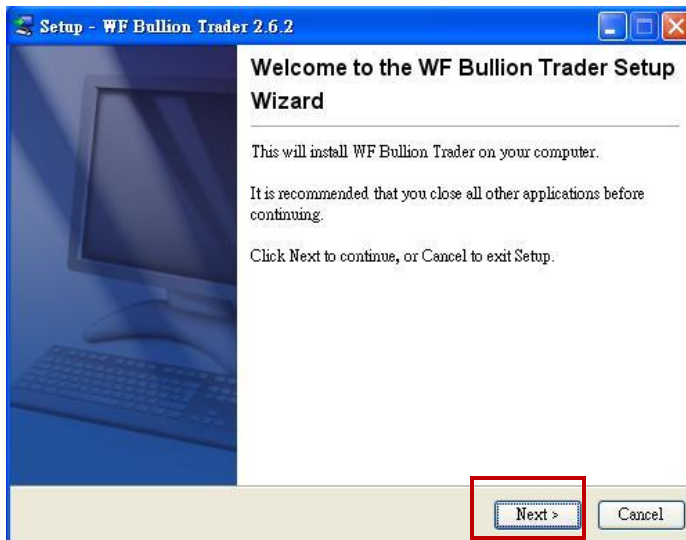 Setup - WF Bullion Trader 2.6.2
Welcome to the WF Bullion Trader Setup
Wizard
This will install WF Bullion Trader on your computer.
It is recommended that you close all other applications before
continuing.
Click Next to continue, or Cancel to exit Setup.
Next >
Cancel